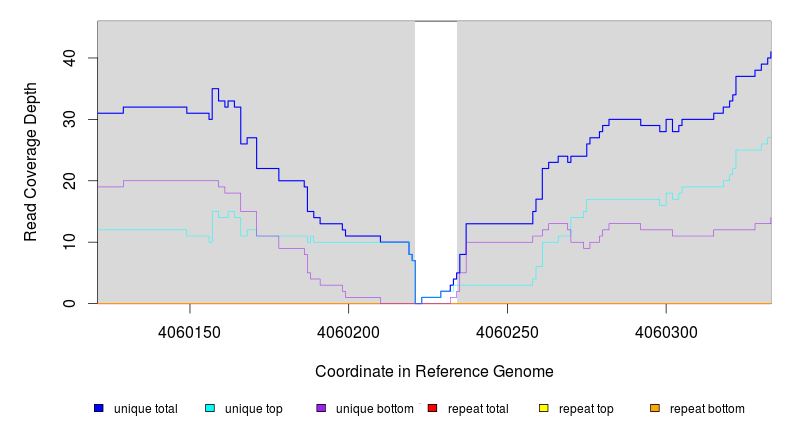 Read Coverage Depth
40
30
20
10
0
4060150 4060200 4060250 4060300
Coordinate in Reference Genome
unique total unique top unique bottom repeat total repeat top repeat bottom